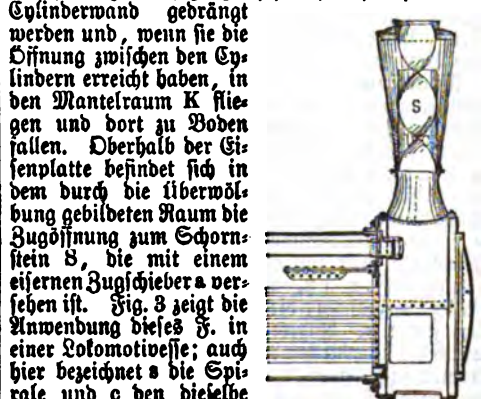 Cylinderwand gedrängt
werden und, wenn sie die
Öffnung zwischen den Cy⸗
lindern erreicht haben, in
den Mantelraum K flie⸗
gen und dort zu Boden
fallen. Oberhalb der Ei⸗
senplatte befindet sich in
dem durch die Überwöl⸗
bung gebildeten Raum die
Zugöffnung zum Schorn⸗
stein S, die mit einem
eisernen Zugschieber a ver⸗
sehen ist. Fig. 3 zeigt die
Anwendung dieses F. in
einer Lokomotivesse; auch
hier bezeichnet s die Spi⸗
rale und c den dieselbe
S